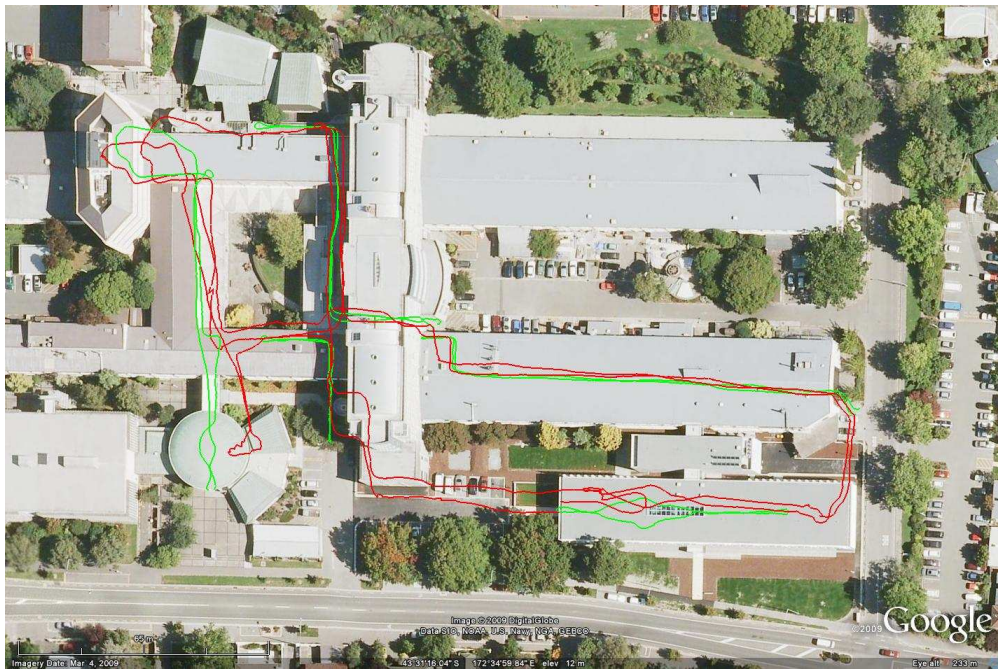 Image © 2009 DigitalGlobe
Data SIO, NOAA, U.S. Navy, NGA, GEBCO
©2009 Google
65 m
Imagery Date: Mar 4, 2009
43°31'16.04" S 172°34'59.84" E elev 12 m
Eye alt 233 m